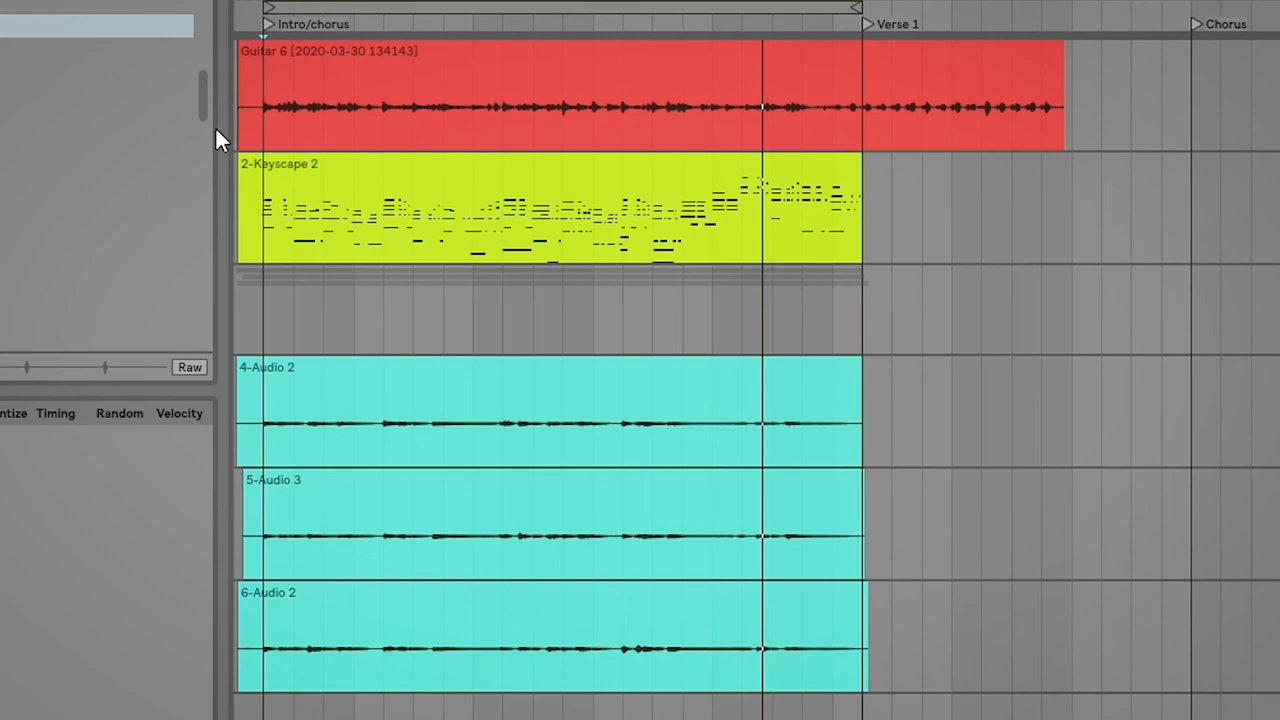 Intro/chorus
Verse 1
Chorus
Guitar 6 [2020-03-30 134143]
2-Keyscape 2
4-Audio 2
Raw
ntize Timing Random Velocity
5-Audio 3
6-Audio 2